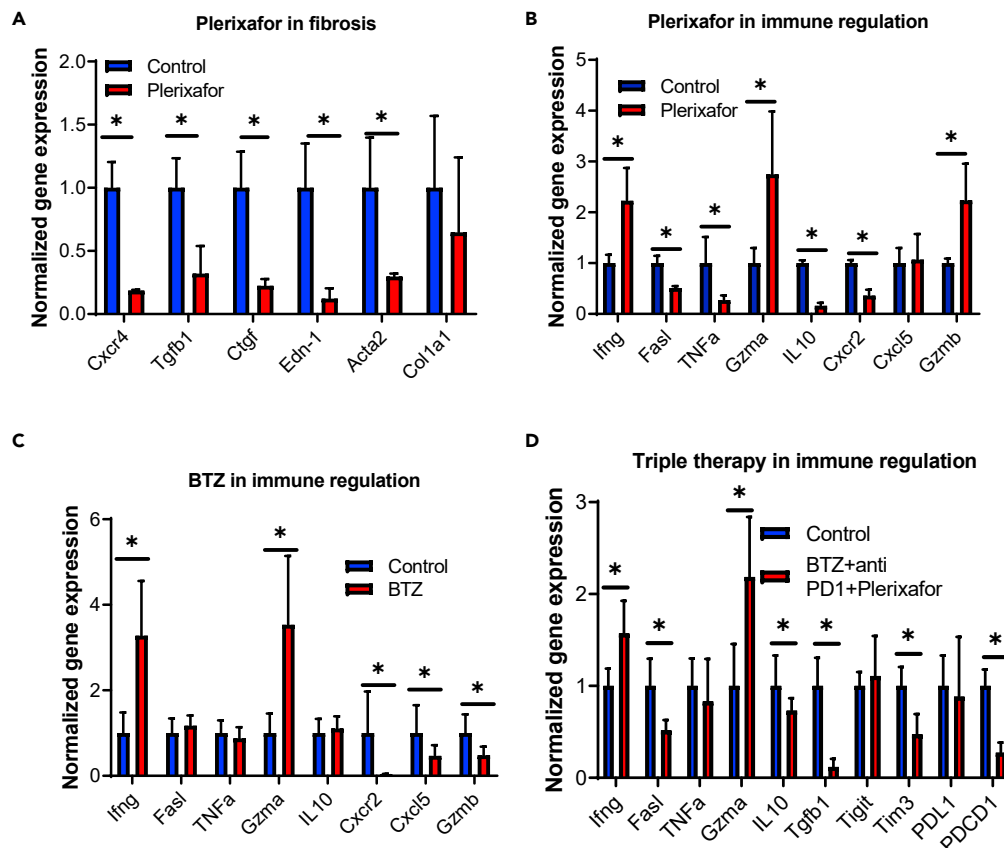 A
Plerixafor in fibrosis
Normalized gene expression
2.0
1.5
1.0
0.5
0.0
Control
Plerixafor
* * * * *
Cxcr4 Tgfb1 Ctgf Edn-1 Acta2 Col1a1
B
Plerixafor in immune regulation
Normalized gene expression
5
4
3
2
1
0
Control
Plerixafor
* * * * * * *
Ifng Fasl TNFa Gzma IL10 Cxcr2 Cxcl5 Gzmb
C
BTZ in immune regulation
Normalized gene expression
6
4
2
0
Control
BTZ
* * * * *
Ifng Fasl TNFa Gzma IL10 Cxcr2 Cxcl5 Gzmb
D
Triple therapy in immune regulation
Normalized gene expression
3
2
1
0
Control
BTZ+anti
PD1+Plerixafor
* * * * * * *
Ifng Fasl TNFa Gzma IL10 Tgfb1 Tigit Tim3 PDL1 PDCD1